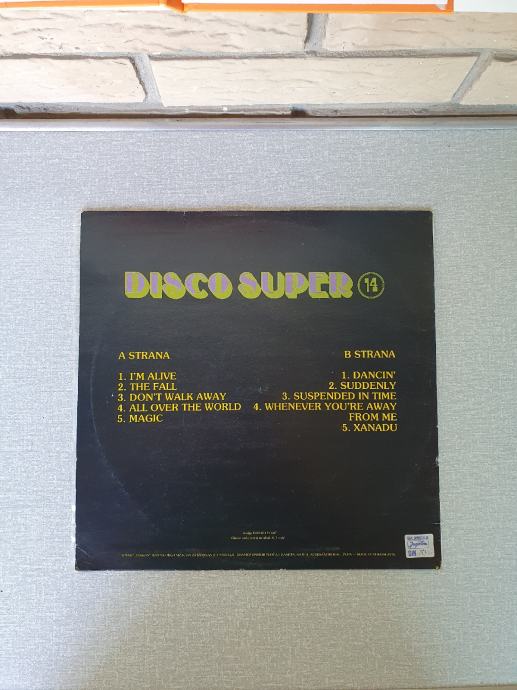 DISCO SUPER 14
A STRANA
1. I'M ALIVE
2. THE FALL
3. DON'T WALK AWAY
4. ALL OVER THE WORLD
5. MAGIC
B STRANA
1. DANCIN'
2. SUDDENLY
3. SUSPENDED IN TIME
4. WHENEVER YOU'RE AWAY
FROM ME
5. XANADU